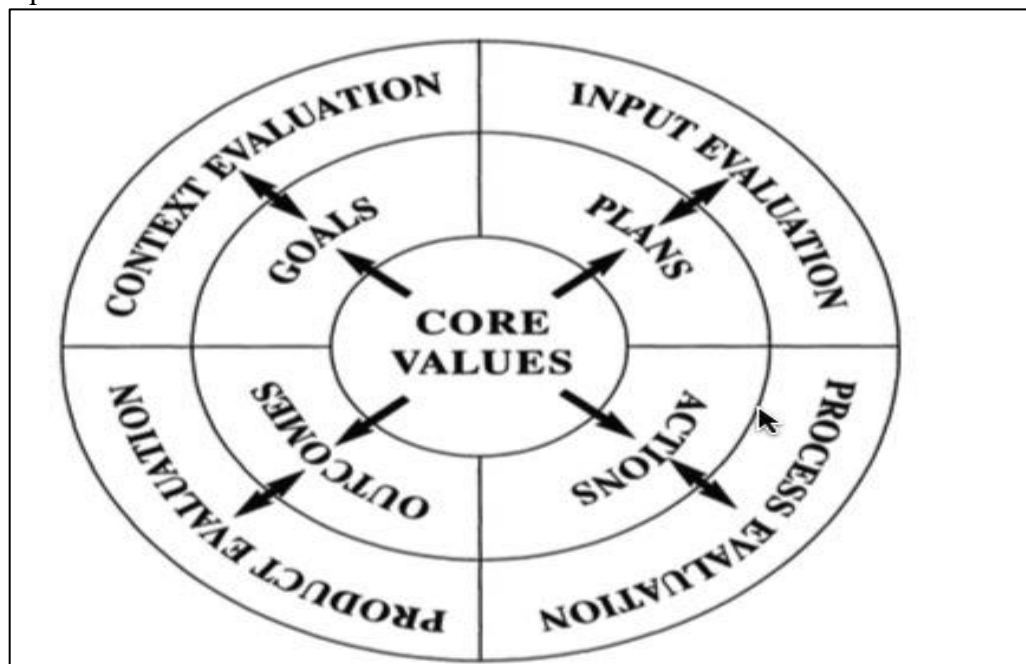 CONTEXT EVALUATION
INPUT EVALUATION
GOALS
PLANS
CORE
VALUES
OUTCOMES
ACTIONS
PRODUCT EVALUATION
PROCESS EVALUATION